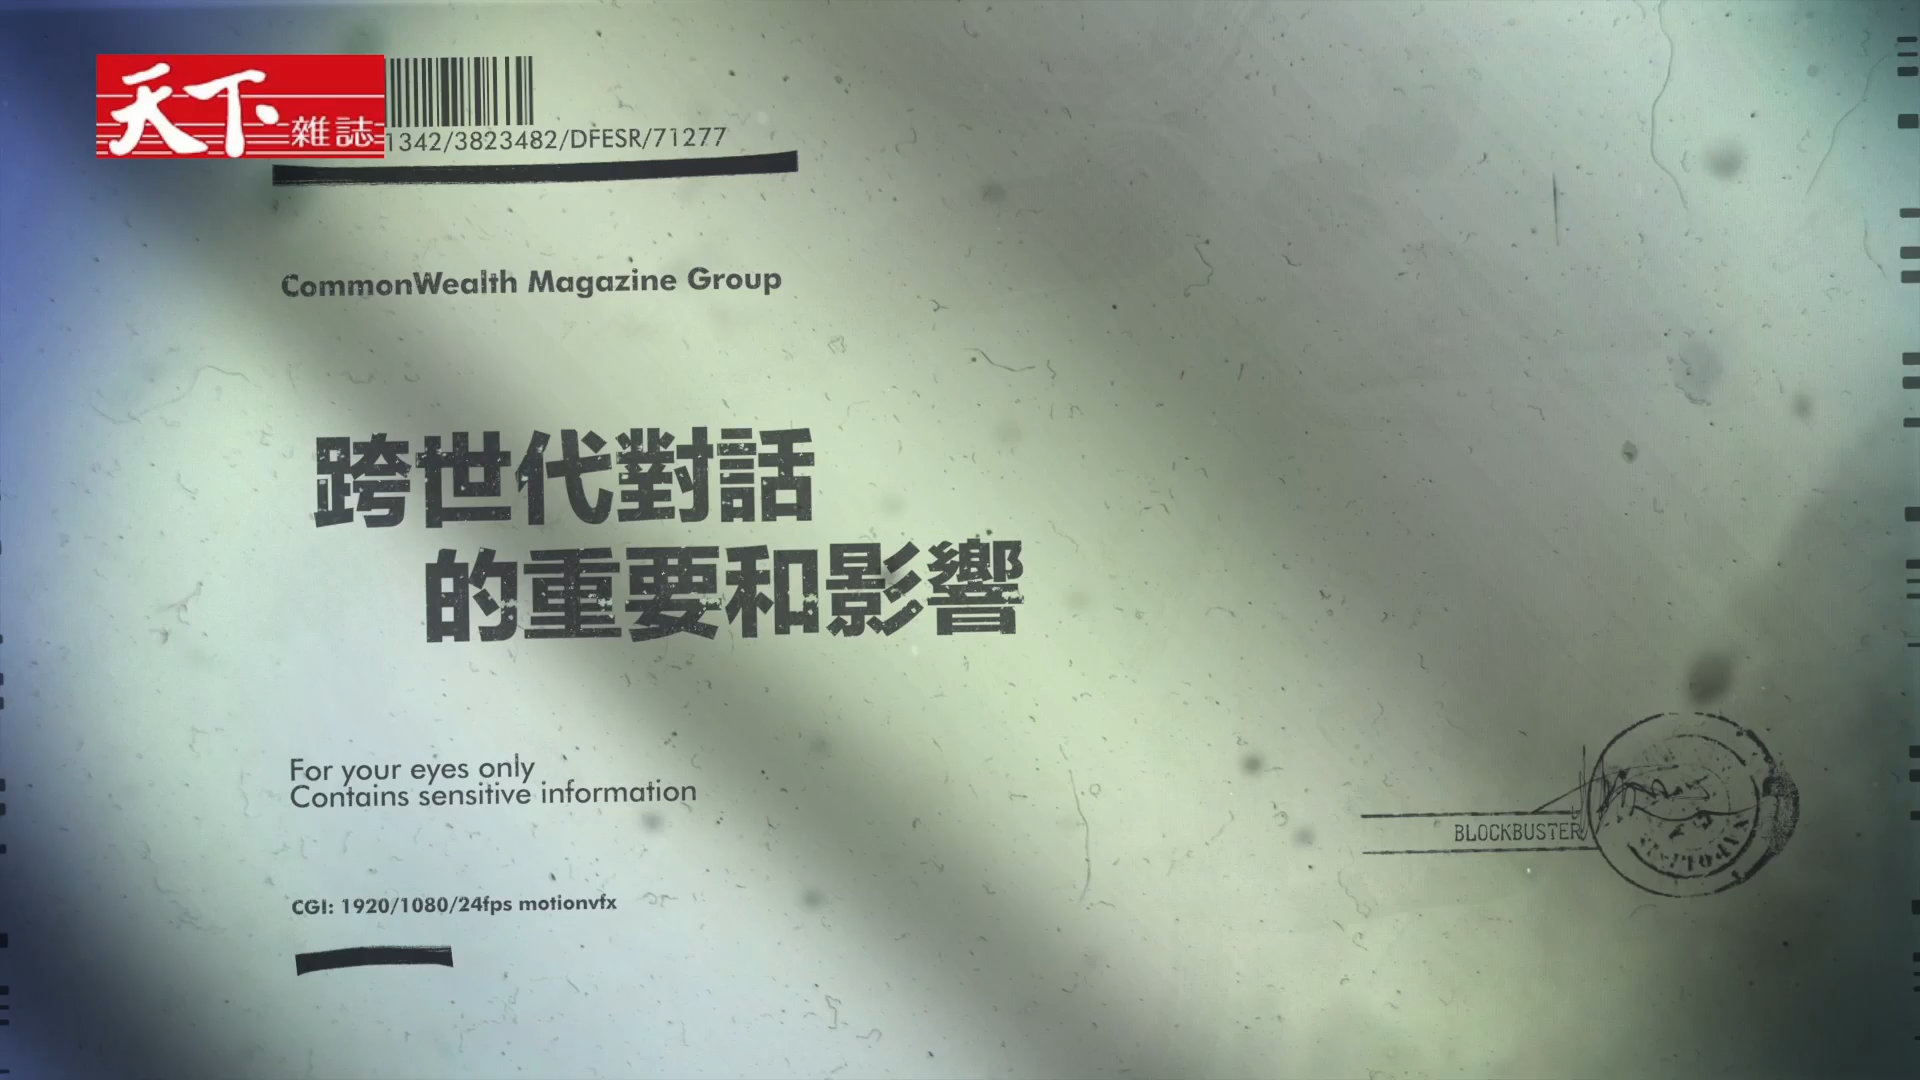 天下雜誌
1342/3823482/DFESR/71277
CommonWealth Magazine Group
跨世代對話
的重要和影響
For your eyes only
Contains sensitive information
BLOCKBUSTER
CGI: 1920/1080/24fps motionvfx